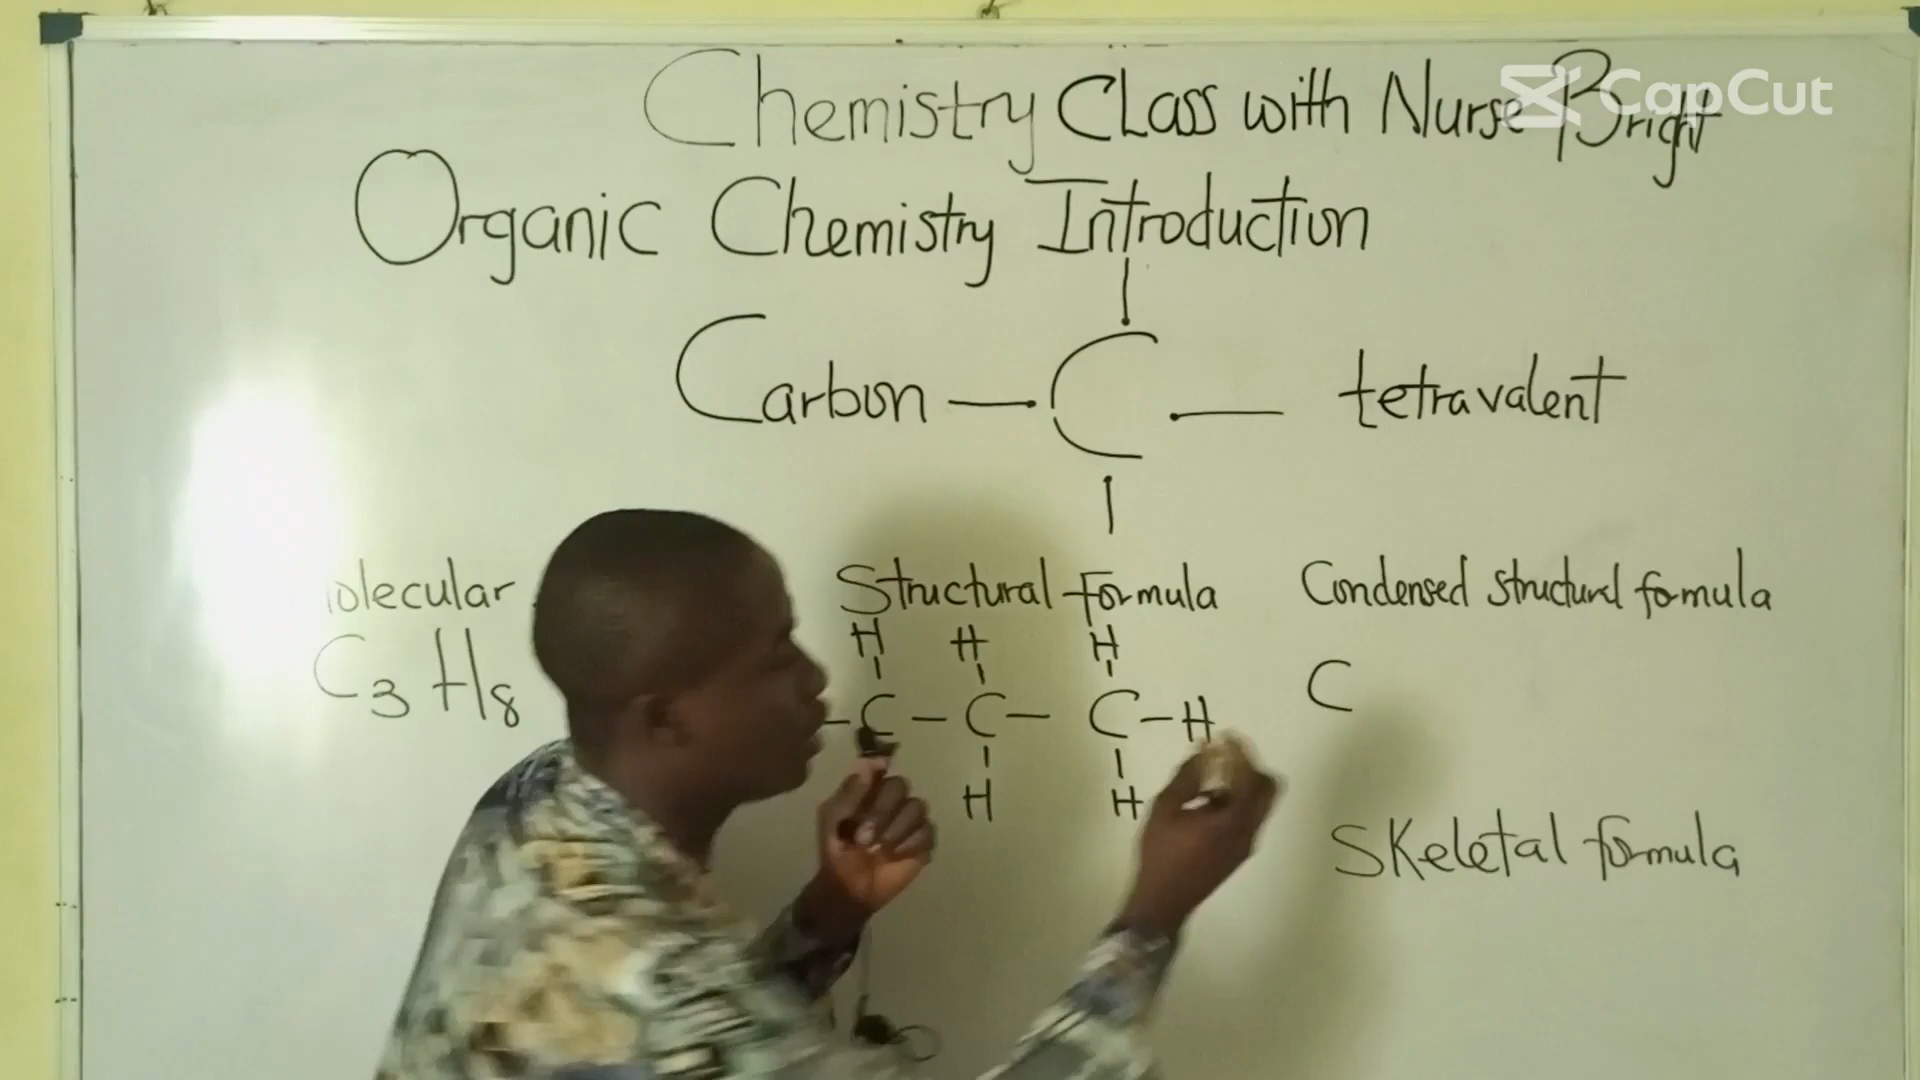 CapCut
Chemistry Class with Nurse Bright
Organic Chemistry Introduction
Carbon — C — tetravalent
olecular
Structural Formula
Condensed structural formula
C3H8
H H H
– C – C – C – H
H H
C
Skeletal formula